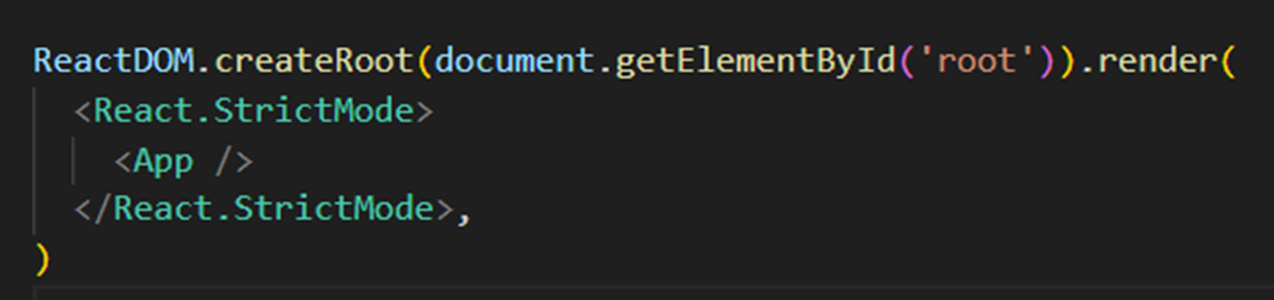 ReactDOM.createRoot(document.getElementById('root')).render(
<React.StrictMode>
<App />
</React.StrictMode>,
)